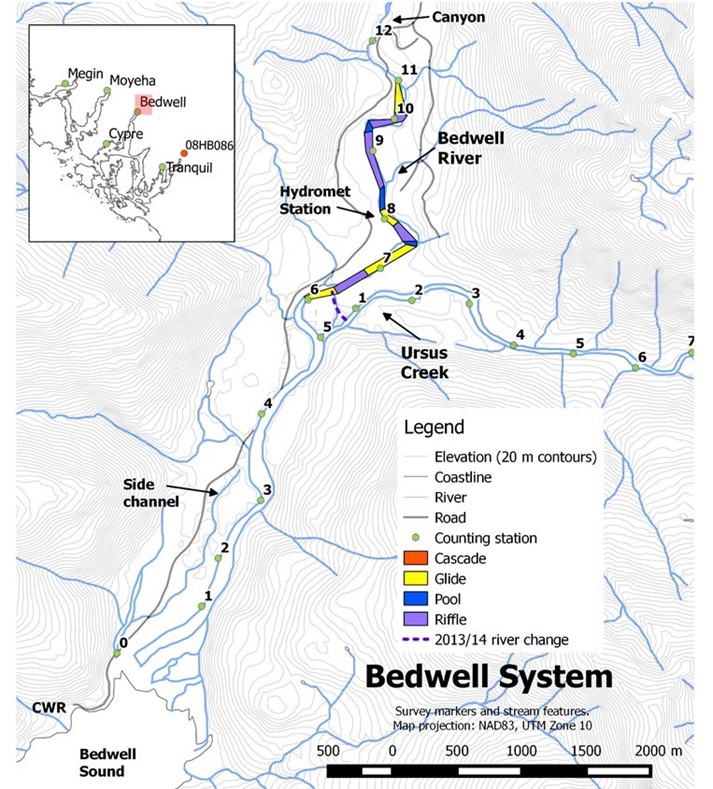 Canyon
12
11
10
Megin
Moyeha
Bedwell
Cypre
08HB086
Tranquil
9
Bedwell
River
Hydromet
Station
8
7
6
1
2
3
5
4
5
6
7
Ursus
Creek
4
Side
channel
3
2
1
0
CWR
Bedwell
Sound
Legend
Elevation (20 m contours)
Coastline
River
Road
Counting station
Cascade
Glide
Pool
Riffle
2013/14 river change
Bedwell System
Survey markers and stream features.
Map projection: NAD83, UTM Zone 10
500 0 500 1000 1500 2000 m